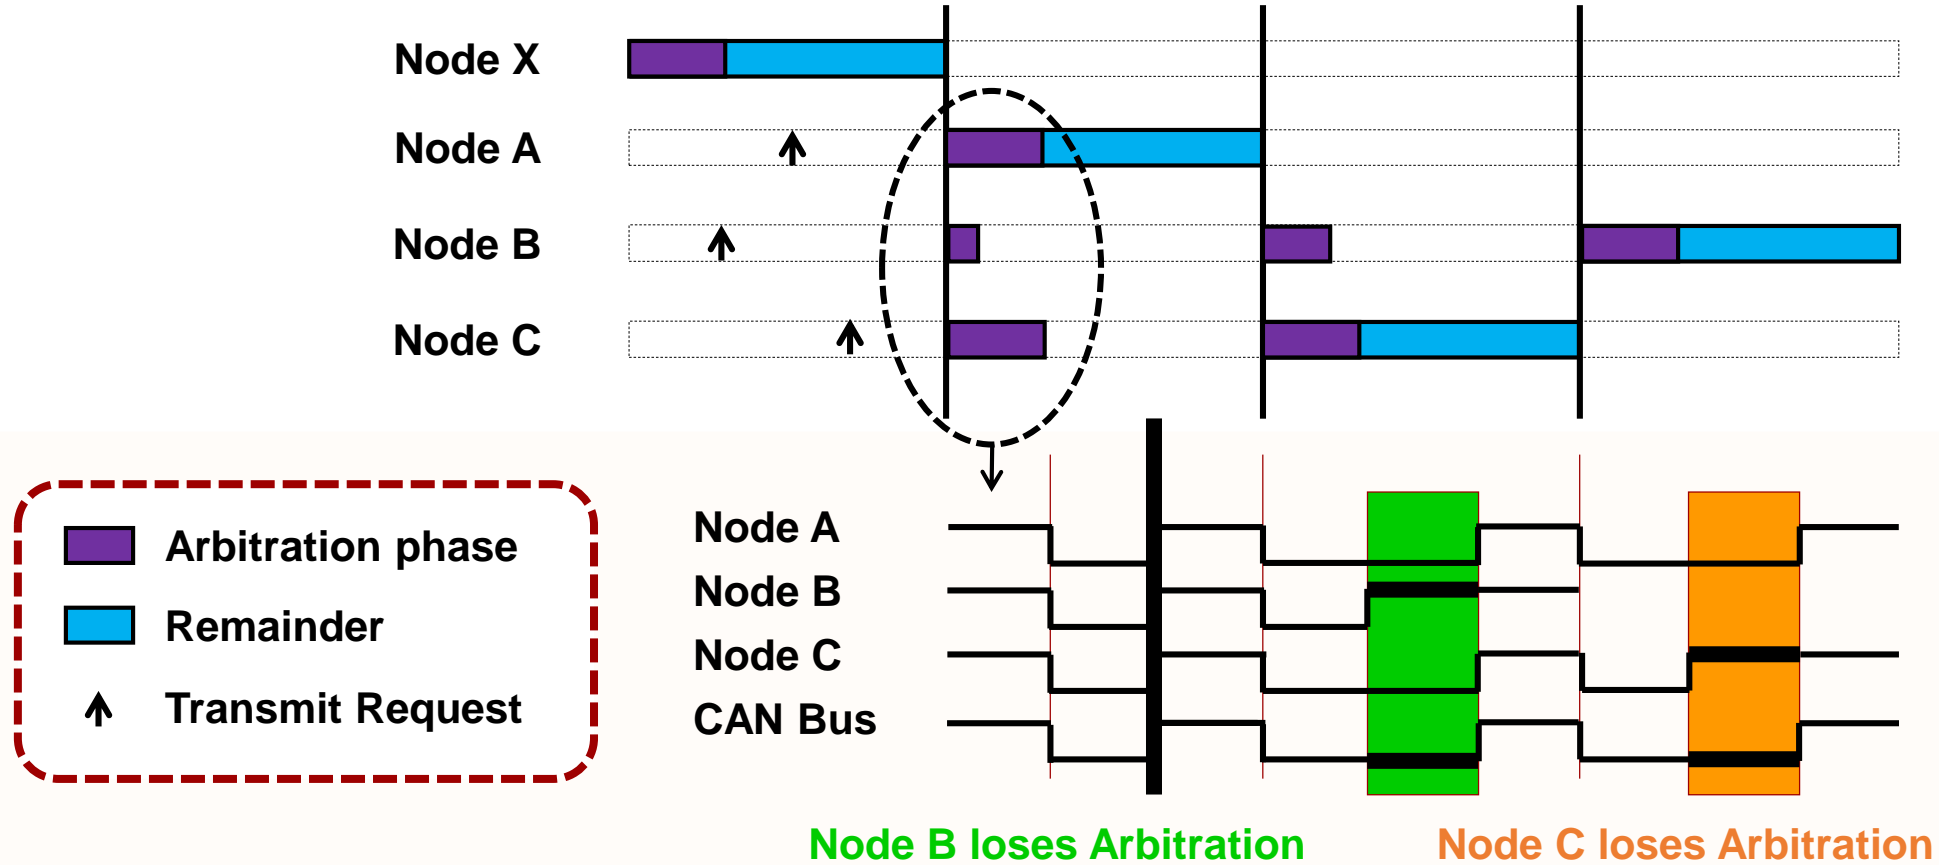 Node X
Node A
Node B
Node C
Arbitration phase
Remainder
Transmit Request
Node A
Node B
Node C
CAN Bus
Node B loses Arbitration
Node C loses Arbitration